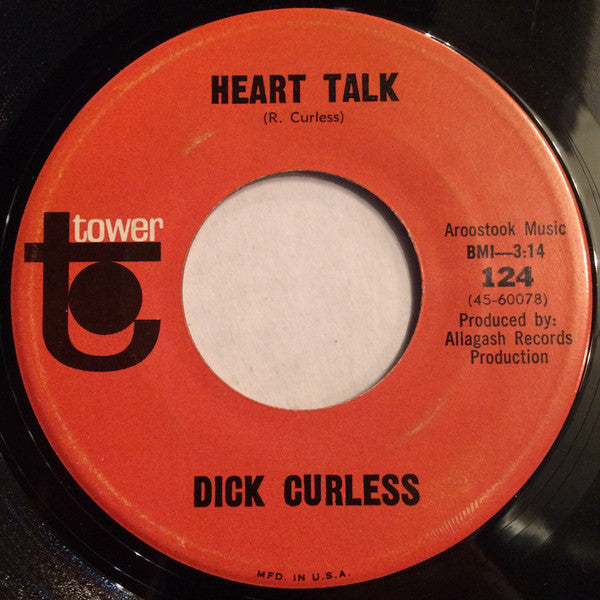 HEART TALK
(R. Curless)
tower
t
Aroostook Music
BMI—3:14
124
(45-60078)
Produced by:
Allagash Records
Production
DICK CURLESS
MFD. IN U.S.A.